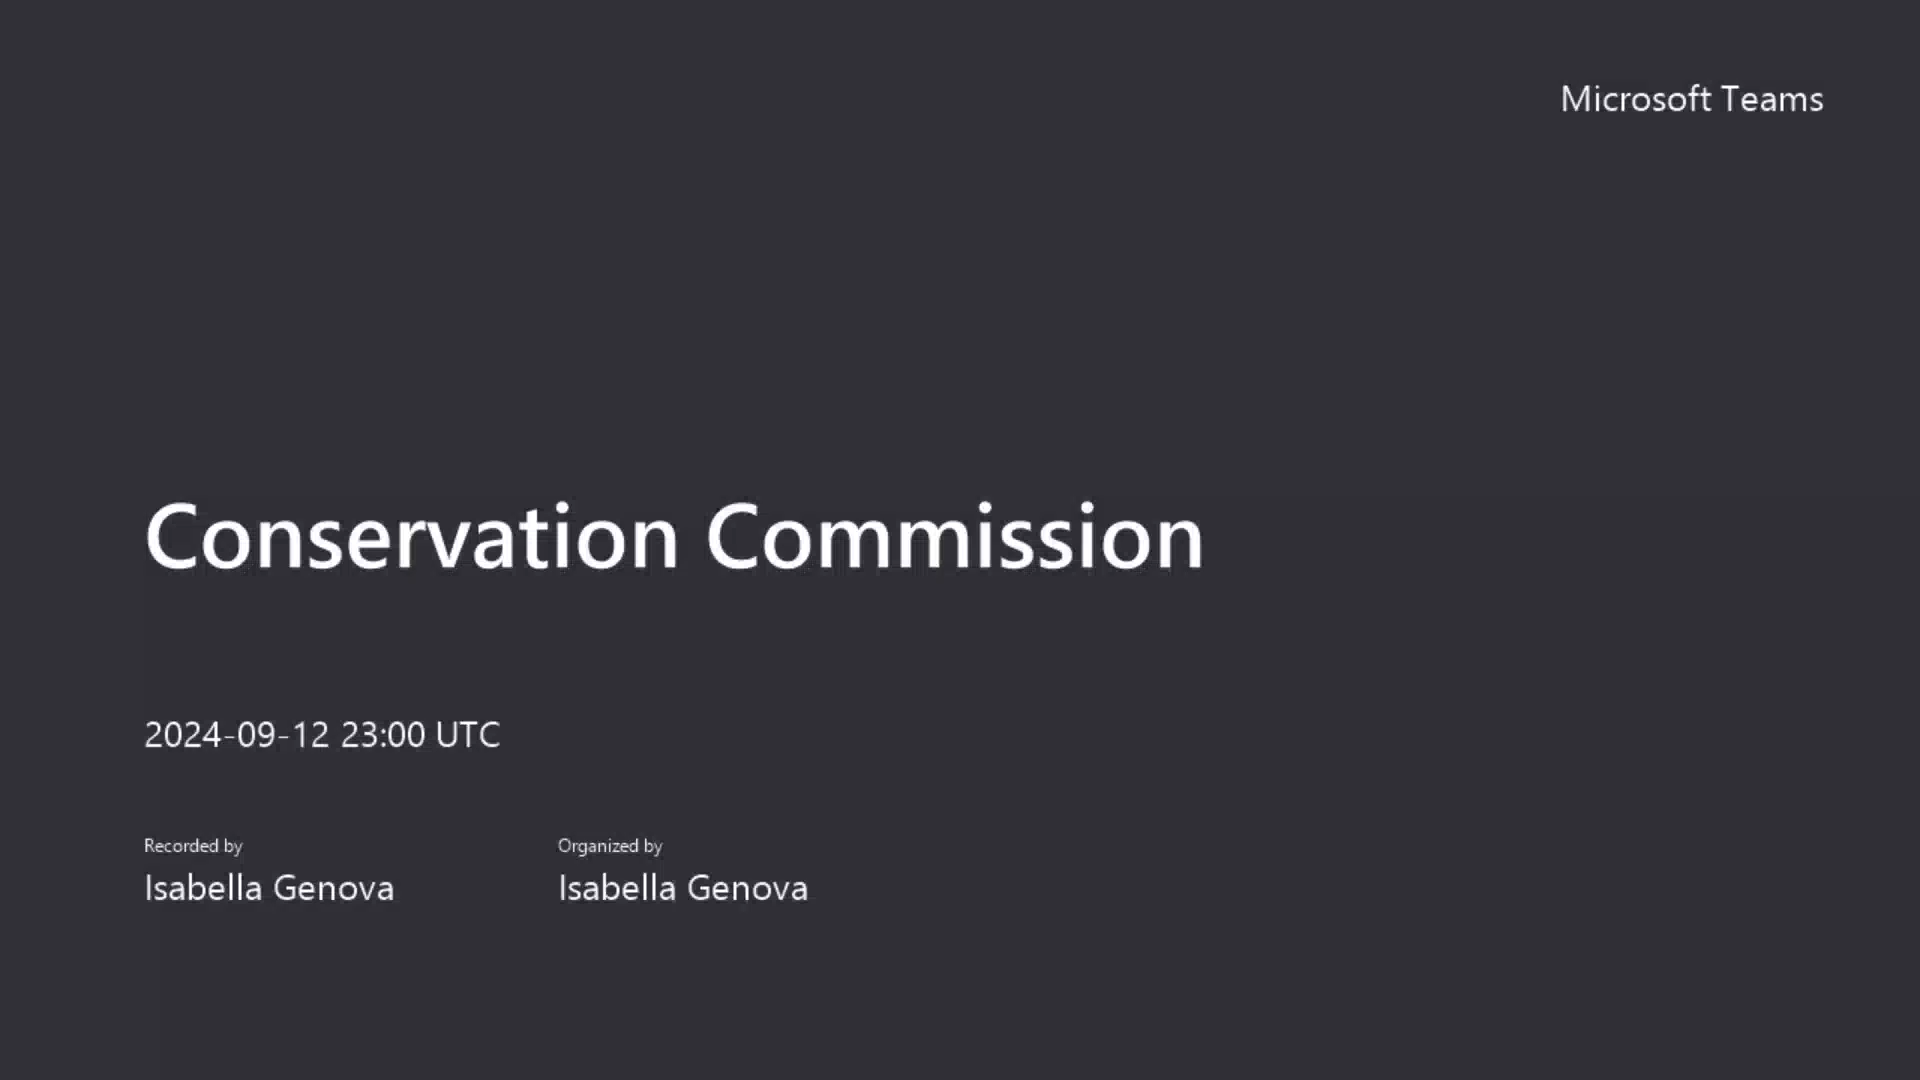 Microsoft Teams
Conservation Commission
2024-09-12 23:00 UTC
Recorded by
Isabella Genova
Organized by
Isabella Genova